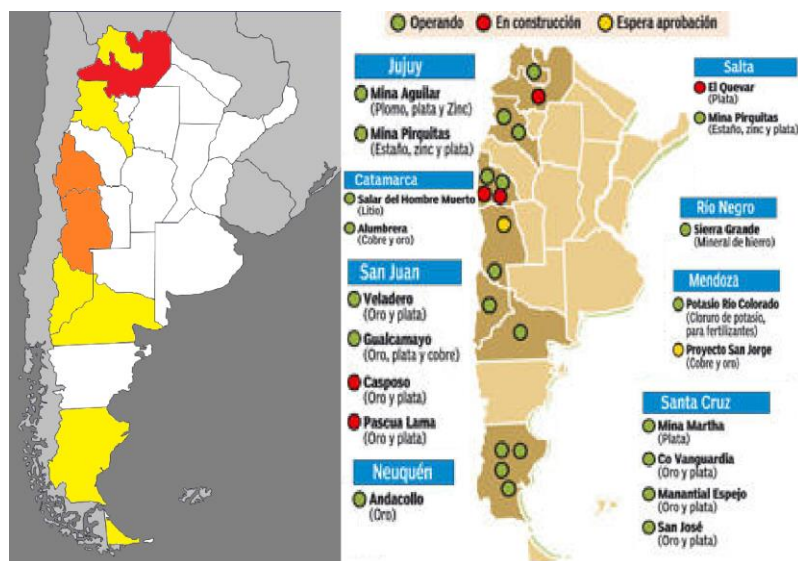 Operando
En construcción
Espera aprobación
Jujuy
Mina Aguilar
(Plomo, plata y Zinc)
Mina Pirquitas
(Estaño, zinc y plata)
Catamarca
Salar del Hombre Muerto
(Litio)
Alumbrera
(Cobre y oro)
San Juan
Veladero
(Oro y plata)
Gualcamayo
(Oro, plata y cobre)
Casposo
(Oro y plata)
Pascua Lama
(Oro y plata)
Neuquén
Andacollo
(Oro)
Salta
El Quevar
(Plata)
Mina Pirquitas
(Estaño, zinc y plata)
Río Negro
Sierra Grande
(Mineral de hierro)
Mendoza
Potasio Río Colorado
(Cloruro de potasio,
para fertilizantes)
Proyecto San Jorge
(Cobre y oro)
Santa Cruz
Mina Martha
(Plata)
Co Vanguardia
(Oro y plata)
Manantial Espejo
(Oro y plata)
San José
(Oro y plata)